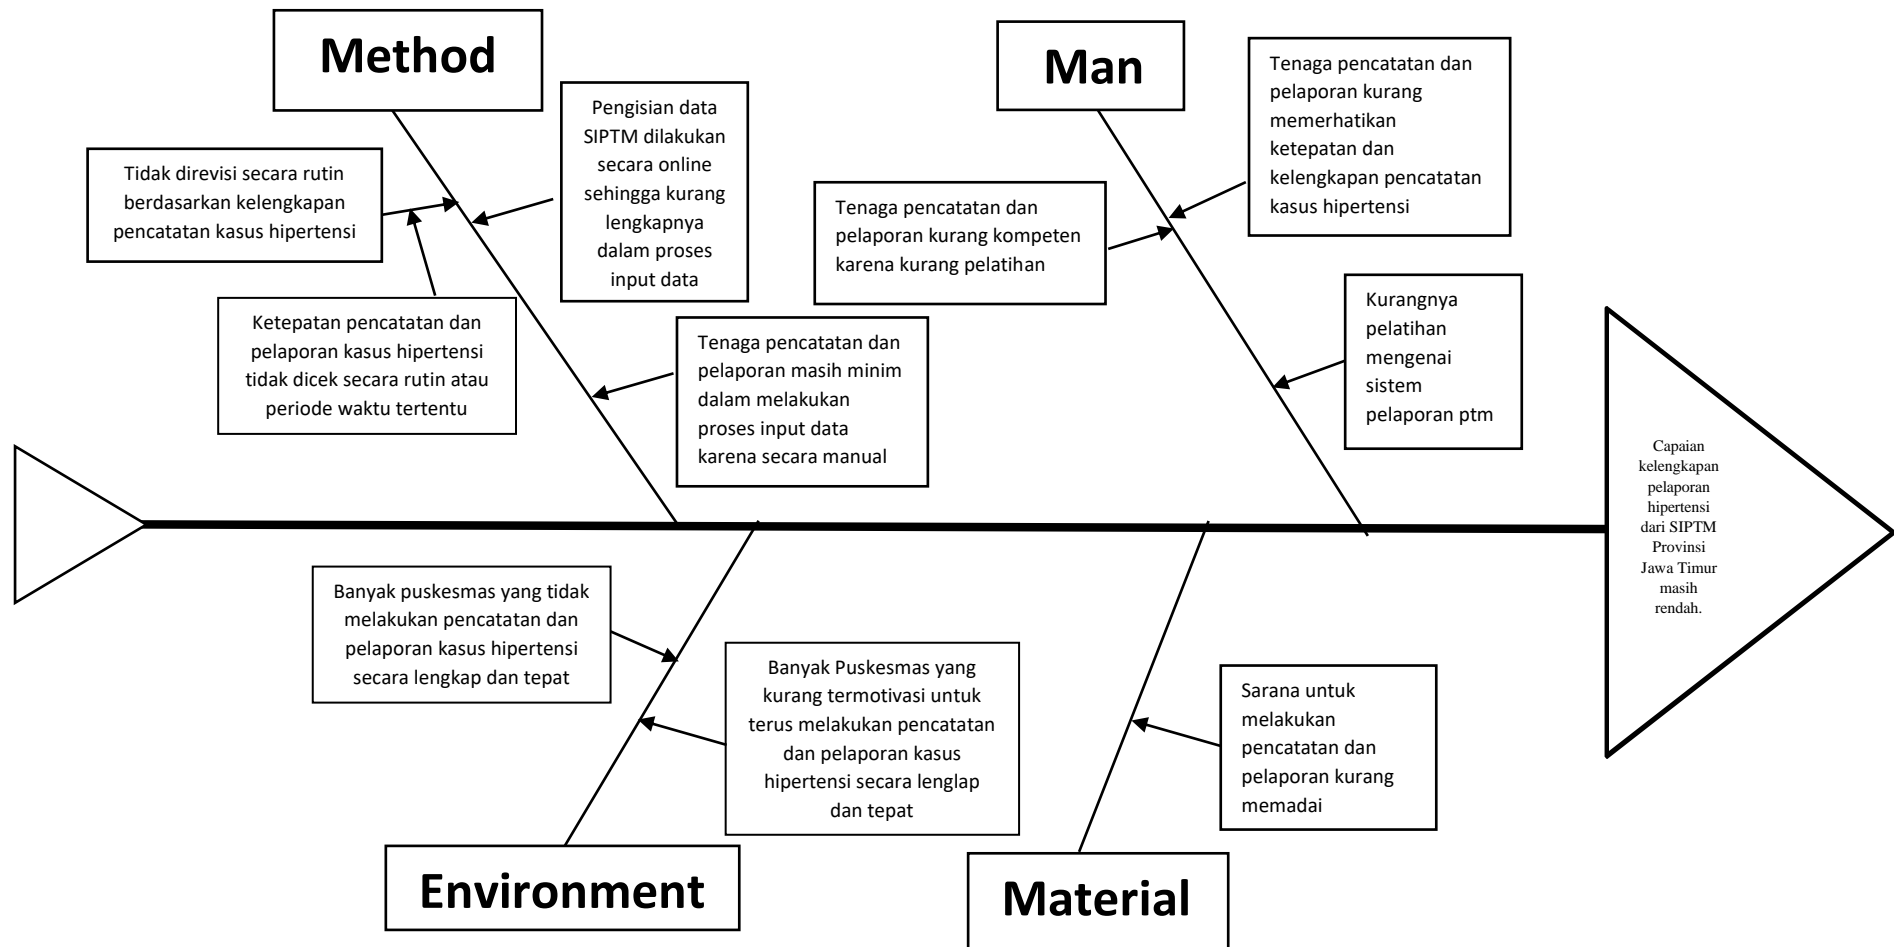 Method
Man
Tidak direvisi secara rutin
berdasarkan kelengkapan
pencatatan kasus hipertensi
Pengisian data
SIPTM dilakukan
secara online
sehingga kurang
lengkapnya
dalam proses
input data
Ketepatan pencatatan dan
pelaporan kasus hipertensi
tidak dicek secara rutin atau
periode waktu tertentu
Tenaga pencatatan dan
pelaporan masih minim
dalam melakukan
proses input data
karena secara manual
Tenaga pencatatan dan
pelaporan kurang kompeten
karena kurang pelatihan
Tenaga pencatatan dan
pelaporan kurang
memerhatikan
ketepatan dan
kelengkapan pencatatan
kasus hipertensi
Kurangnya
pelatihan
mengenai
sistem
pelaporan ptm
Capaian
kelengkapan
pelaporan
hipertensi
dari SIPTM
Provinsi
Jawa Timur
masih
rendah.
Banyak puskesmas yang tidak
melakukan pencatatan dan
pelaporan kasus hipertensi
secara lengkap dan tepat
Banyak Puskesmas yang
kurang termotivasi untuk
terus melakukan pencatatan
dan pelaporan kasus
hipertensi secara lenglap
dan tepat
Sarana untuk
melakukan
pencatatan dan
pelaporan kurang
memadai
Environment
Material